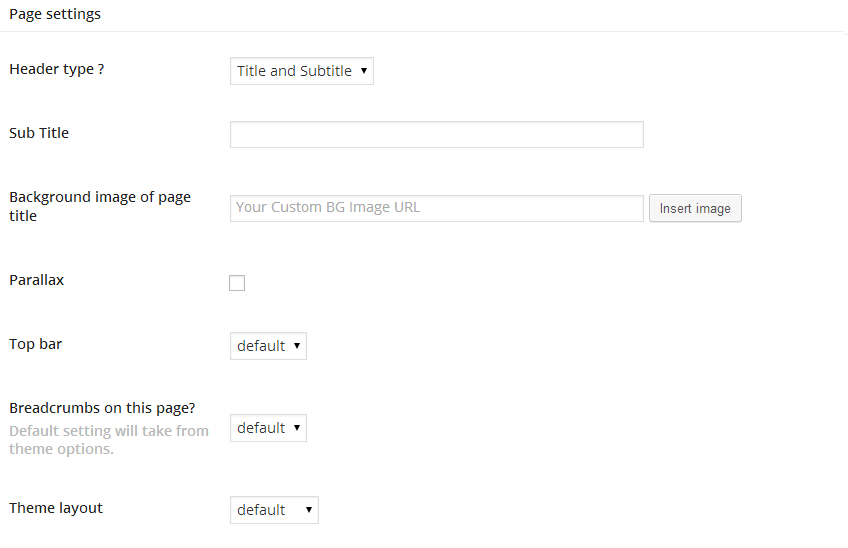 Page settings
Header type ?
Title and Subtitle
Sub Title
Background image of page
title
Your Custom BG Image URL
Insert image
Parallax
Top bar
default
Breadcrumbs on this page?
Default setting will take from
theme options.
default
Theme layout
default